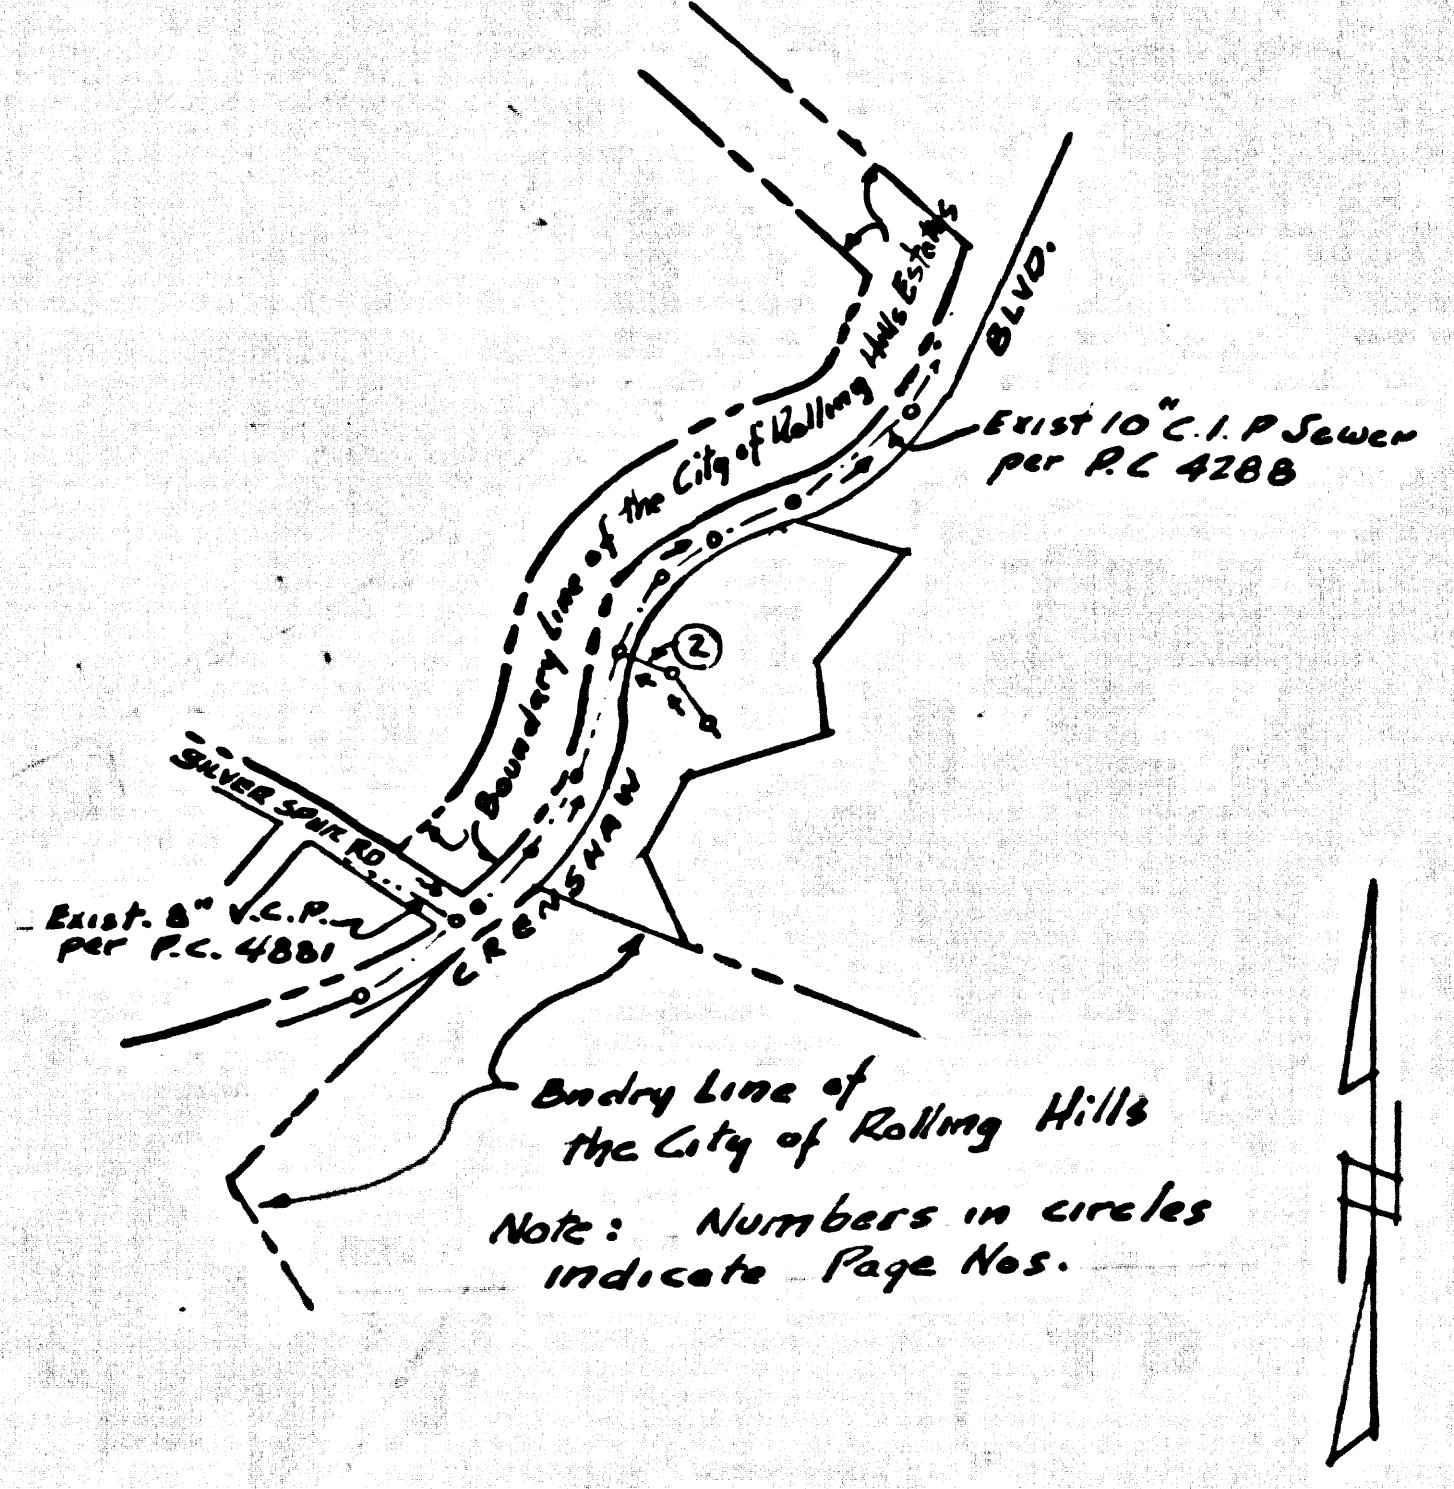 Boundary Line of the City of Rolling Hills Estates
BLVD.
Exist 10" C.I.P Sewer
per P.C 4288
2
SILVER SPUR RD
CRENSHAW
Exist. 8" V.C.P.
per P.C. 4881
Bndry Line of
the City of Rolling Hills
Note: Numbers in circles
indicate Page Nos.
N